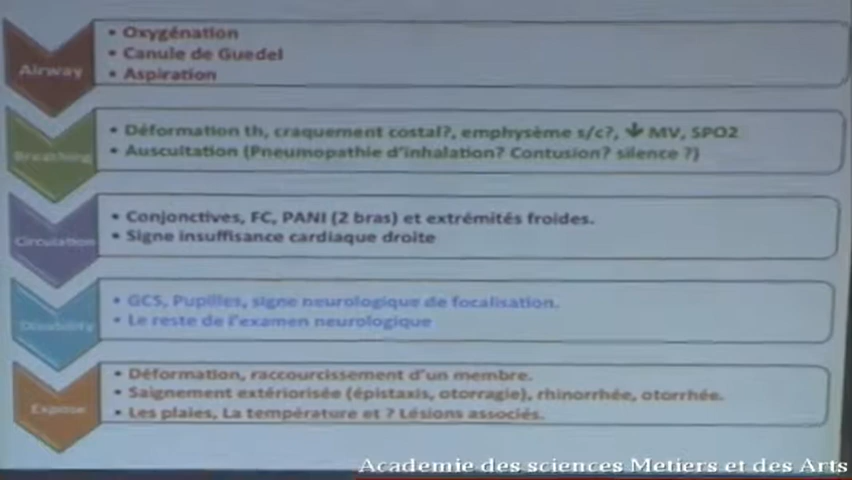 Airway
• Oxygénation
• Canule de Guedel
• Aspiration
Breathing
• Déformation th, craquement costal?, emphysème s/c?, ↓ MV, SPO2
• Auscultation (Pneumopathie d'inhalation? Contusion? silence ?)
Circulation
• Conjonctives, FC, PANI (2 bras) et extrémités froides.
• Signe insuffisance cardiaque droite
Disability
• GCS, Pupilles, signe neurologique de focalisation.
• Le reste de l'examen neurologique
Expose
• Déformation, raccourcissement d'un membre.
• Saignement extériorisée (épistaxis, otorragie), rhinorrhée, otorrhée.
• Les plaies, La température et ? Lésions associés.
Academie des sciences Metiers et des Arts